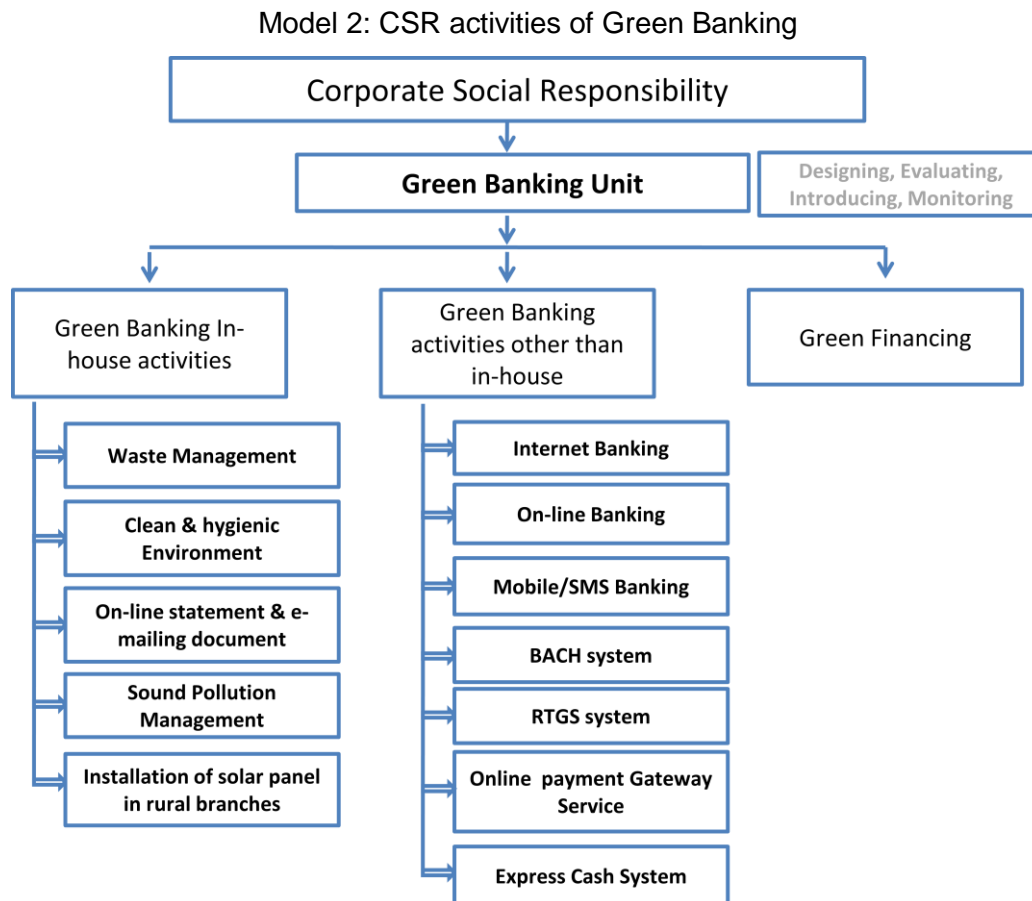 Model 2: CSR activities of Green Banking
Corporate Social Responsibility
Green Banking Unit
Designing, Evaluating,
Introducing, Monitoring
Green Banking In-
house activities
Green Banking
activities other than
in-house
Green Financing
Waste Management
Clean & hygienic
Environment
On-line statement & e-
mailing document
Sound Pollution
Management
Installation of solar panel
in rural branches
Internet Banking
On-line Banking
Mobile/SMS Banking
BACH system
RTGS system
Online payment Gateway
Service
Express Cash System